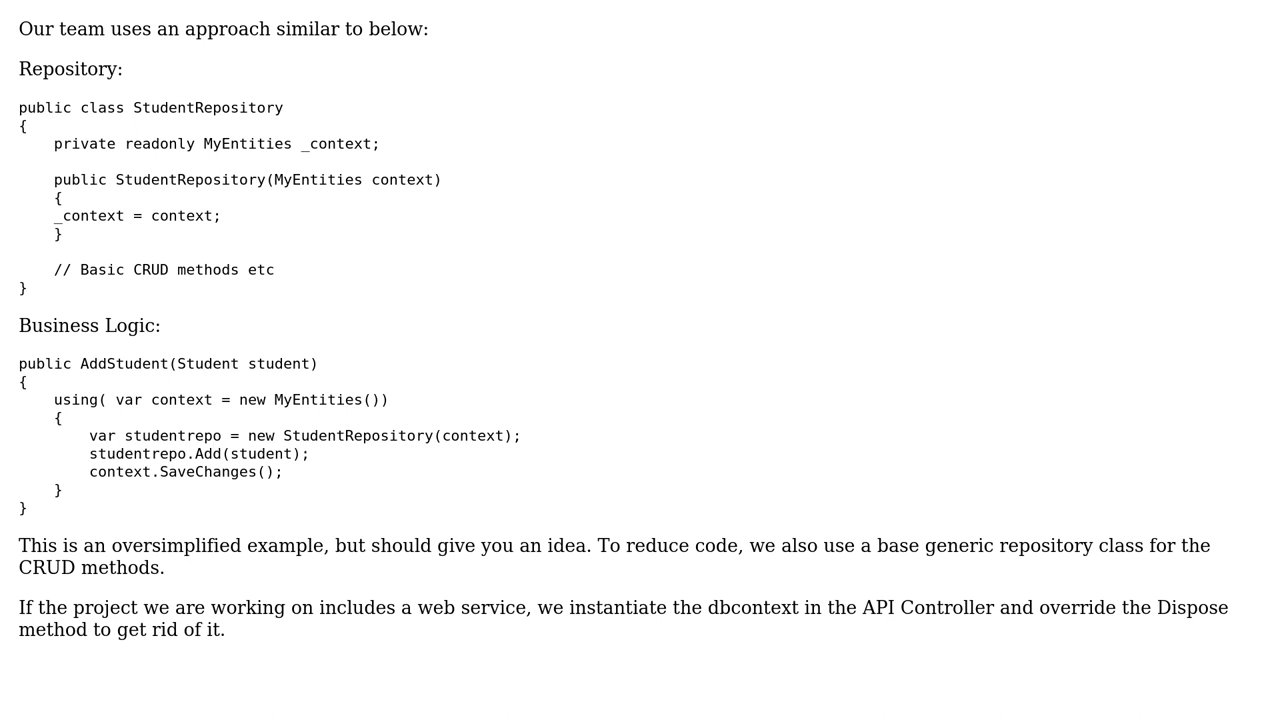 Our team uses an approach similar to below:
Repository:
public class StudentRepository
{
    private readonly MyEntities _context;

    public StudentRepository(MyEntities context)
    {
    _context = context;
    }

    // Basic CRUD methods etc
}
Business Logic:
public AddStudent(Student student)
{
    using( var context = new MyEntities())
    {
        var studentrepo = new StudentRepository(context);
        studentrepo.Add(student);
        context.SaveChanges();
    }
}
This is an oversimplified example, but should give you an idea. To reduce code, we also use a base generic repository class for the
CRUD methods.
If the project we are working on includes a web service, we instantiate the dbcontext in the API Controller and override the Dispose
method to get rid of it.